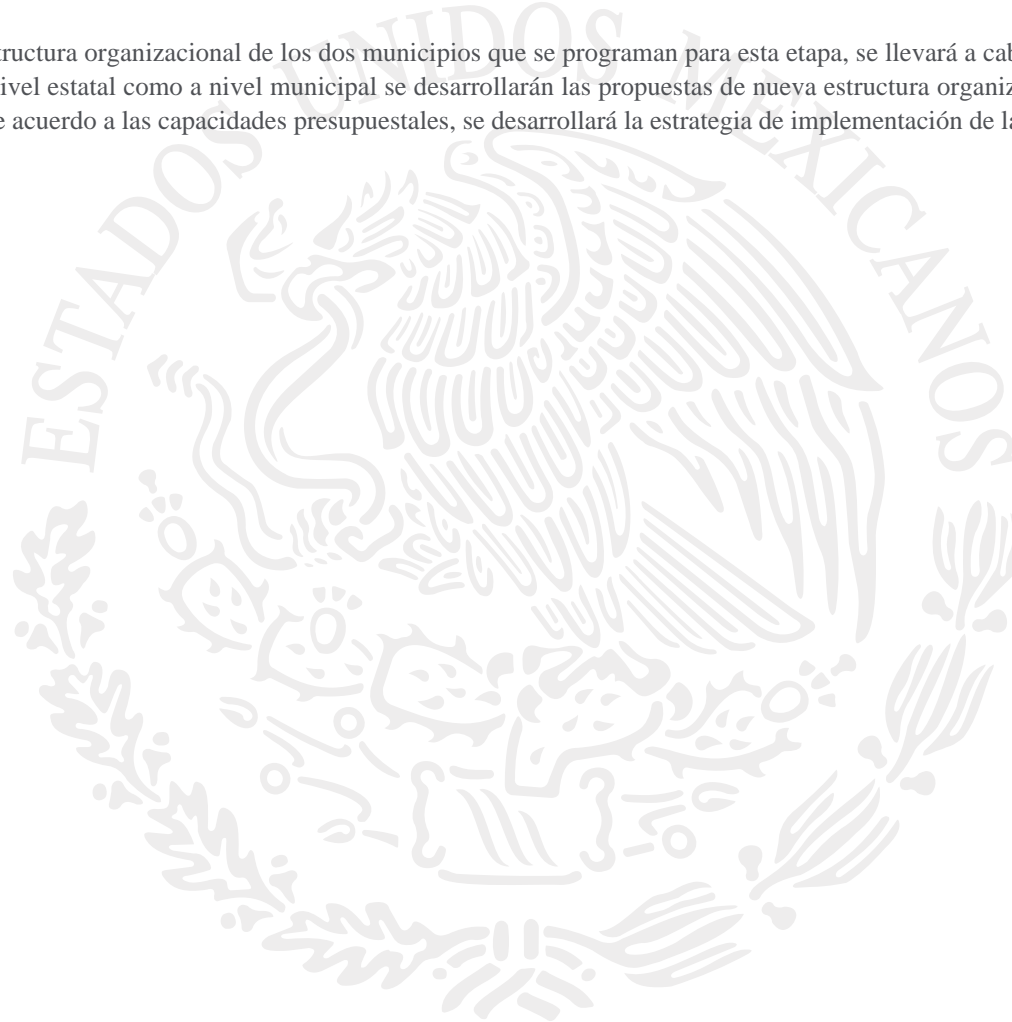 tructura organizacional de los dos municipios que se programan para esta etapa, se llevará a cab
ivel estatal como a nivel municipal se desarrollarán las propuestas de nueva estructura organiz
e acuerdo a las capacidades presupuestales, se desarrollará la estrategia de implementación de la
ESTADOS UNIDOS MEXICANOS